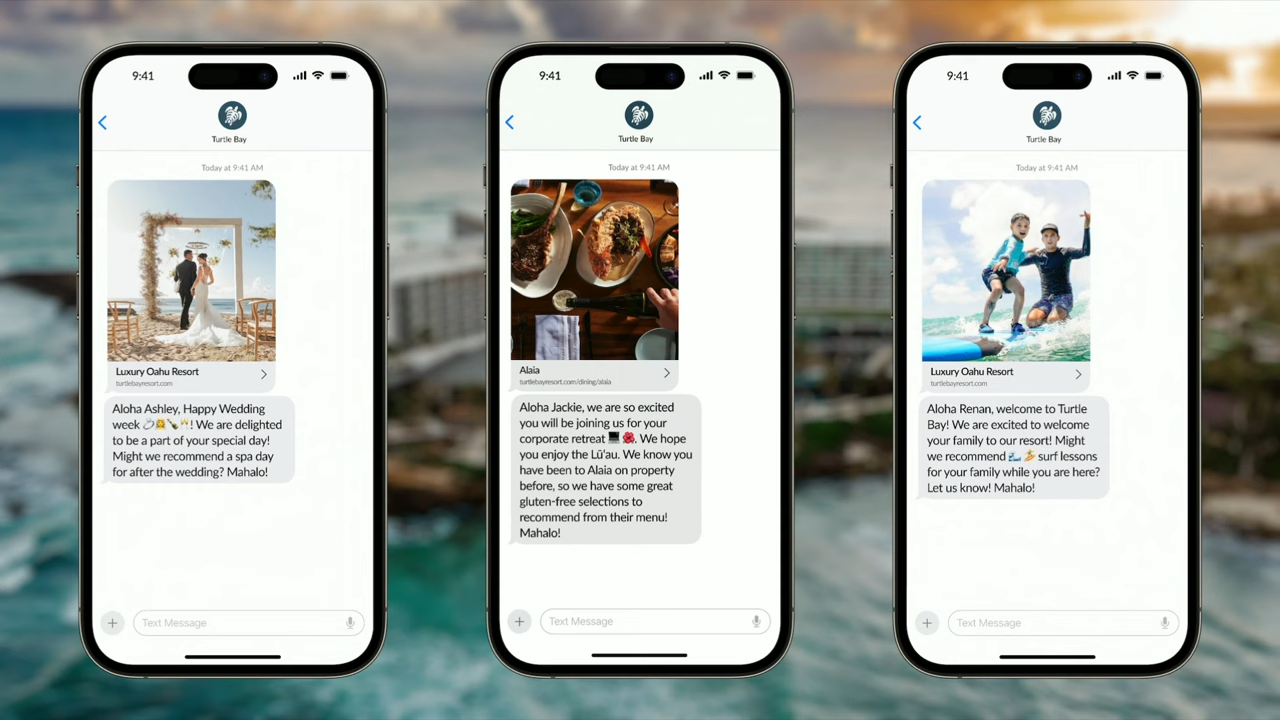 9:41
Turtle Bay
Today at 9:41 AM
Luxury Oahu Resort
turtlebayresort.com
Aloha Ashley, Happy Wedding
week 💍👰🍾🥂! We are delighted
to be a part of your special day!
Might we recommend a spa day
for after the wedding? Mahalo!
Text Message
9:41
Turtle Bay
Today at 9:41 AM
Alaia
turtlebayresort.com/dining/alaia
Aloha Jackie, we are so excited
you will be joining us for your
corporate retreat 💻🌺. We hope
you enjoy the Lū'au. We know you
have been to Alaia on property
before, so we have some great
gluten-free selections to
recommend from their menu!
Mahalo!
Text Message
9:41
Turtle Bay
Today at 9:41 AM
Luxury Oahu Resort
turtlebayresort.com
Aloha Renan, welcome to Turtle
Bay! We are excited to welcome
your family to our resort! Might
we recommend 🌊🏄 surf lessons
for your family while you are here?
Let us know! Mahalo!
Text Message